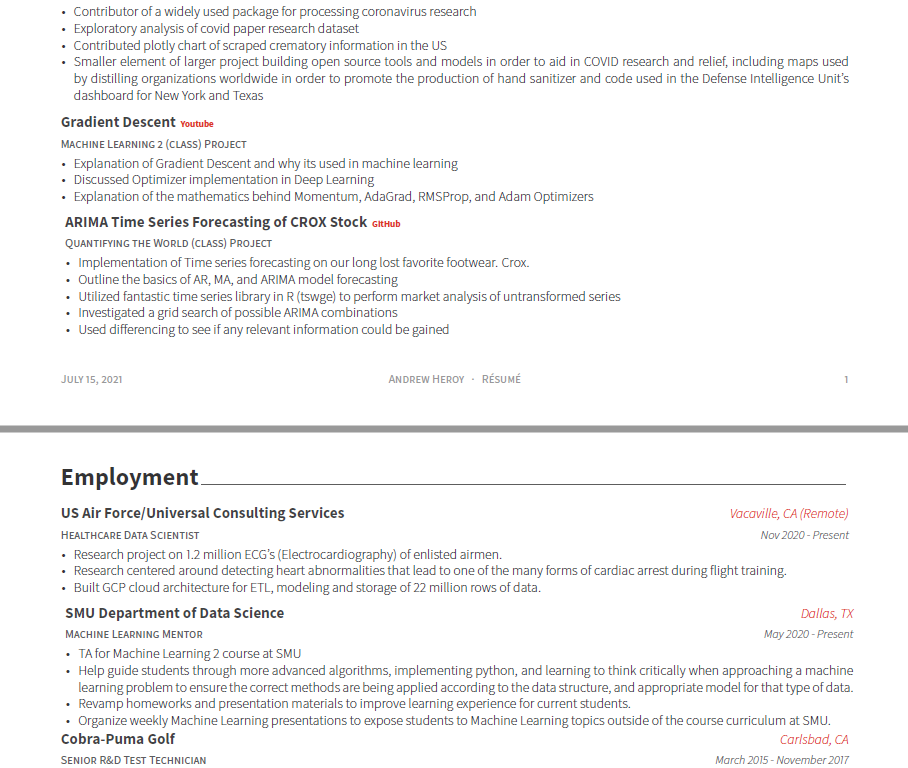 • Contributor of a widely used package for processing coronavirus research
• Exploratory analysis of covid paper research dataset
• Contributed plotly chart of scraped crematory information in the US
• Smaller element of larger project building open source tools and models in order to aid in COVID research and relief, including maps used
by distilling organizations worldwide in order to promote the production of hand sanitizer and code used in the Defense Intelligence Unit's
dashboard for New York and Texas
Gradient Descent Youtube
Machine Learning 2 (class) Project
• Explanation of Gradient Descent and why its used in machine learning
• Discussed Optimizer implementation in Deep Learning
• Explanation of the mathematics behind Momentum, AdaGrad, RMSProp, and Adam Optimizers
ARIMA Time Series Forecasting of CROX Stock GitHub
Quantifying the World (class) Project
• Implementation of Time series forecasting on our long lost favorite footwear. Crox.
• Outline the basics of AR, MA, and ARIMA model forecasting
• Utilized fantastic time series library in R (tswge) to perform market analysis of untransformed series
• Investigated a grid search of possible ARIMA combinations
• Used differencing to see if any relevant information could be gained
July 15, 2021 Andrew Heroy · Résumé 1
Employment
US Air Force/Universal Consulting Services Vacaville, CA (Remote)
Healthcare Data Scientist Nov 2020 - Present
• Research project on 1.2 million ECG's (Electrocardiography) of enlisted airmen.
• Research centered around detecting heart abnormalities that lead to one of the many forms of cardiac arrest during flight training.
• Built GCP cloud architecture for ETL, modeling and storage of 22 million rows of data.
SMU Department of Data Science Dallas, TX
Machine Learning Mentor May 2020 - Present
• TA for Machine Learning 2 course at SMU
• Help guide students through more advanced algorithms, implementing python, and learning to think critically when approaching a machine
learning problem to ensure the correct methods are being applied according to the data structure, and appropriate model for that type of data.
• Revamp homeworks and presentation materials to improve learning experience for current students.
• Organize weekly Machine Learning presentations to expose students to Machine Learning topics outside of the course curriculum at SMU.
Cobra-Puma Golf Carlsbad, CA
Senior R&D Test Technician March 2015 - November 2017